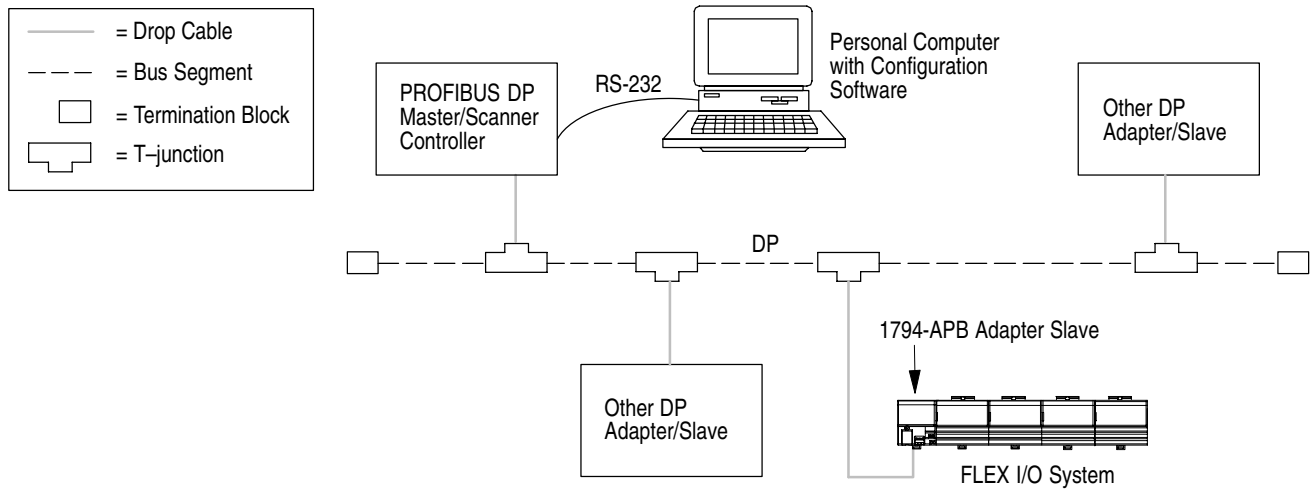 = Drop Cable
= Bus Segment
= Termination Block
= T–junction
PROFIBUS DP
Master/Scanner
Controller
RS-232
Personal Computer
with Configuration
Software
Other DP
Adapter/Slave
DP
Other DP
Adapter/Slave
1794-APB Adapter Slave
FLEX I/O System